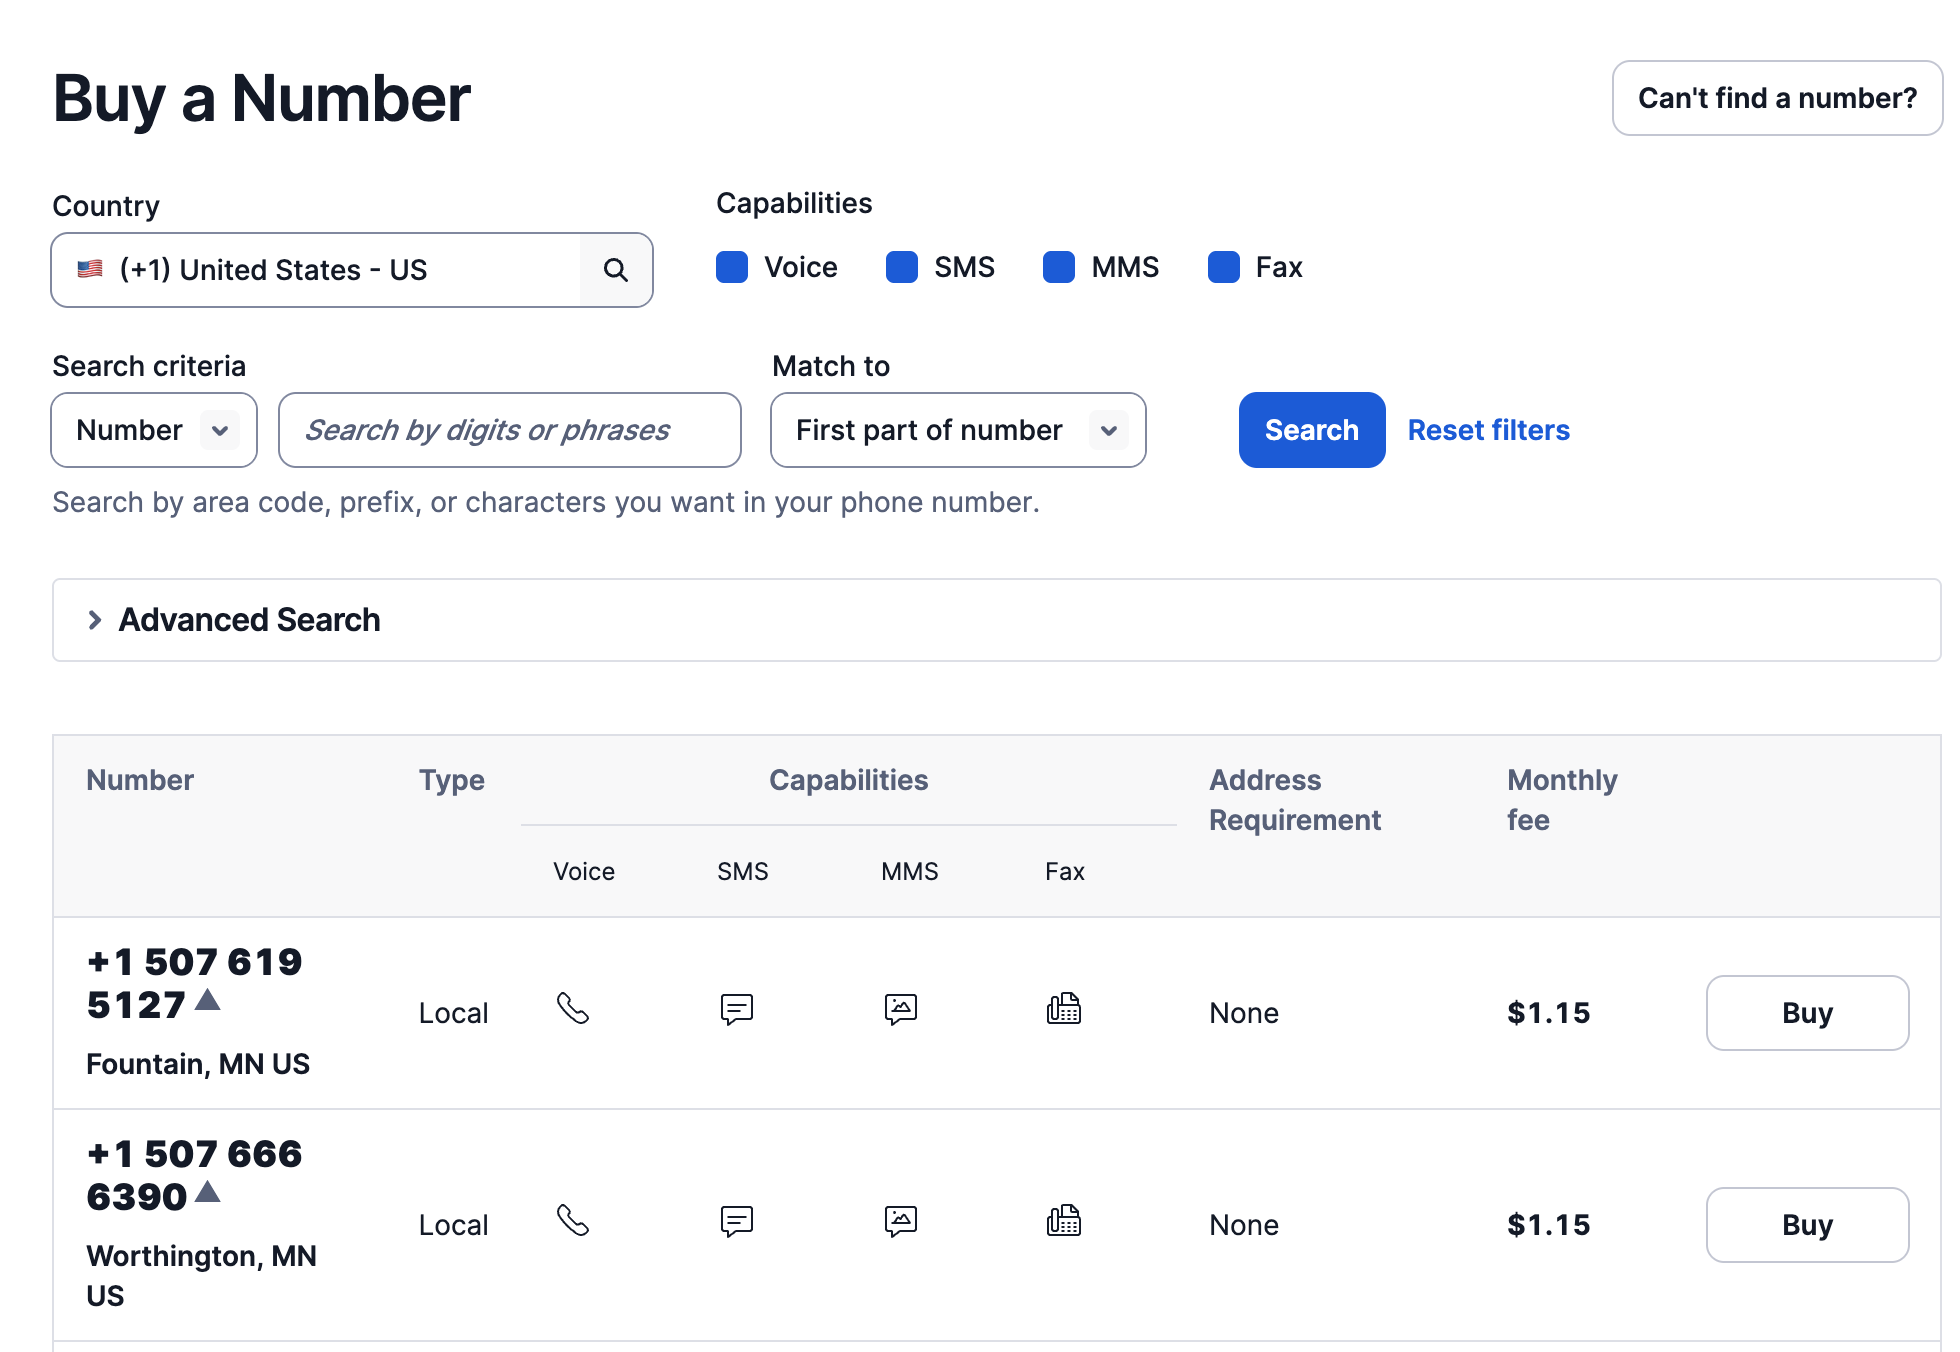 Buy a Number
Can't find a number?
Country
(+1) United States - US
Capabilities
Voice
SMS
MMS
Fax
Search criteria
Number
Search by digits or phrases
Match to
First part of number
Search
Reset filters
Search by area code, prefix, or characters you want in your phone number.
Advanced Search
Number
Type
Capabilities
Address
Requirement
Monthly
fee
Voice
SMS
MMS
Fax
+1 507 619
5127
Fountain, MN US
Local
None
$1.15
Buy
+1 507 666
6390
Worthington, MN
US
Local
None
$1.15
Buy